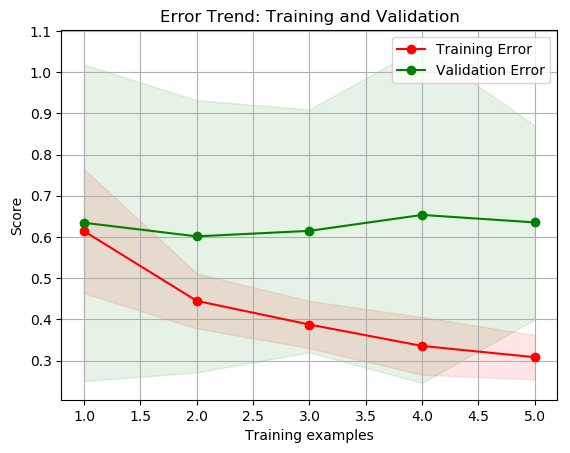 Error Trend: Training and Validation
1.1
1.0
0.9
0.8
0.7
0.6
0.5
0.4
0.3
Score
Training Error
Validation Error
1.0 1.5 2.0 2.5 3.0 3.5 4.0 4.5 5.0
Training examples